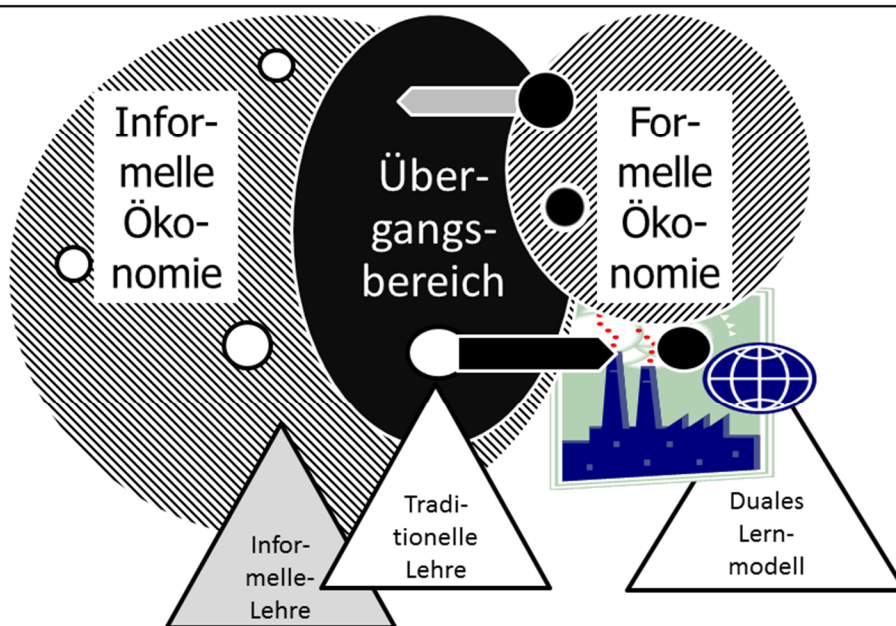 Infor-
melle
Öko-
nomie
Über-
gangs-
bereich
For-
melle
Öko-
nomie
Infor-
melle-
Lehre
Tradi-
tionelle
Lehre
Duales
Lern-
modell